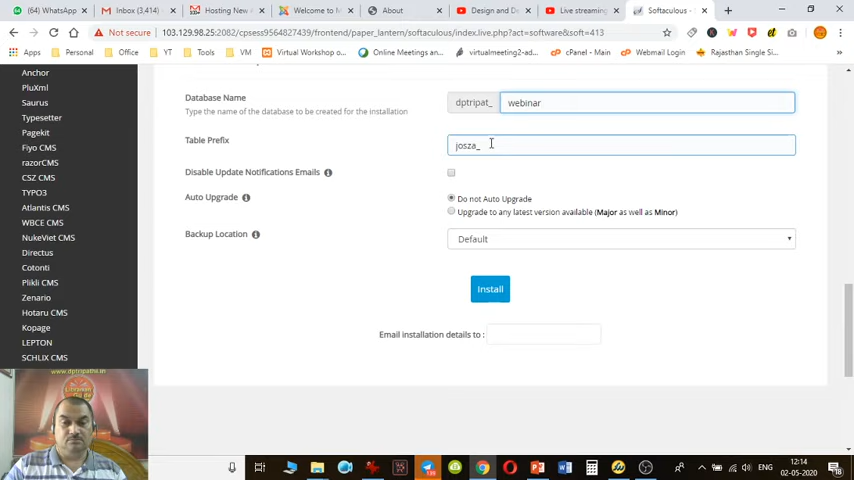 (64) WhatsApp
Inbox (3,414)
Hosting New A
Welcome to M
About
Design and De
Live streaming
Softaculous -
Not secure
103.129.98.25:2082/cpsess9564827439/frontend/paper_lantern/softaculous/index.live.php?act=software&soft=413
Apps
Personal
Office
YT
Tools
VM
Virtual Workshop o...
Online Meetings an...
virtualmeeting2-ad...
cPanel - Main
Webmail Login
Rajasthan Single Si...
Anchor
PluXml
Saurus
Typesetter
Pagekit
Fiyo CMS
razorCMS
CSZ CMS
TYPO3
Atlantis CMS
WBCE CMS
NukeViet CMS
Directus
Cotonti
Plikli CMS
Zenario
Hotaru CMS
Kopage
LEPTON
SCHLIX CMS
Database Name
dptripat_
webinar
Type the name of the database to be created for the installation
Table Prefix
josza_
Disable Update Notifications Emails
Auto Upgrade
Do not Auto Upgrade
Upgrade to any latest version available (Major as well as Minor)
Backup Location
Default
Install
Email installation details to :
www.dptripathi.in
ENG
12:14
02-05-2020